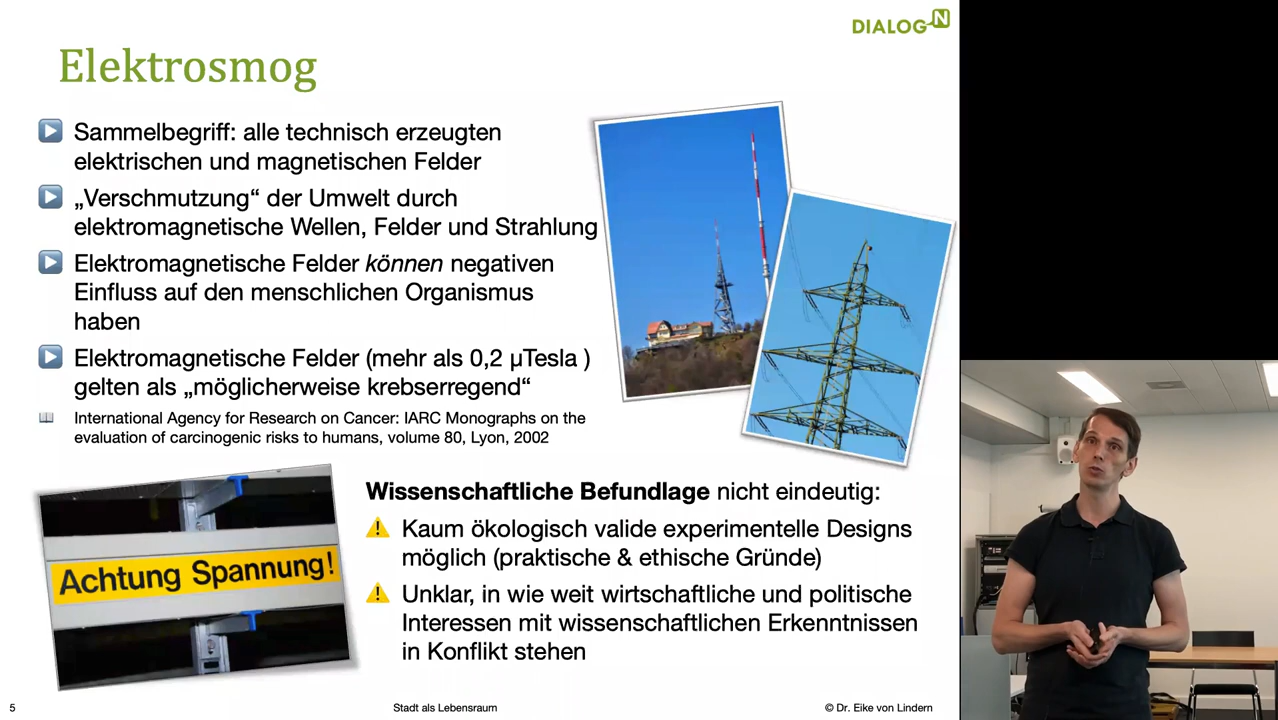 DIALOG N
Elektrosmog
Sammelbegriff: alle technisch erzeugten
elektrischen und magnetischen Felder
„Verschmutzung“ der Umwelt durch
elektromagnetische Wellen, Felder und Strahlung
Elektromagnetische Felder können negativen
Einfluss auf den menschlichen Organismus
haben
Elektromagnetische Felder (mehr als 0,2 µTesla )
gelten als „möglicherweise krebserregend“
International Agency for Research on Cancer: IARC Monographs on the
evaluation of carcinogenic risks to humans, volume 80, Lyon, 2002
Achtung Spannung!
Wissenschaftliche Befundlage nicht eindeutig:
Kaum ökologisch valide experimentelle Designs
möglich (praktische & ethische Gründe)
Unklar, in wie weit wirtschaftliche und politische
Interessen mit wissenschaftlichen Erkenntnissen
in Konflikt stehen
5
Stadt als Lebensraum
© Dr. Eike von Lindern